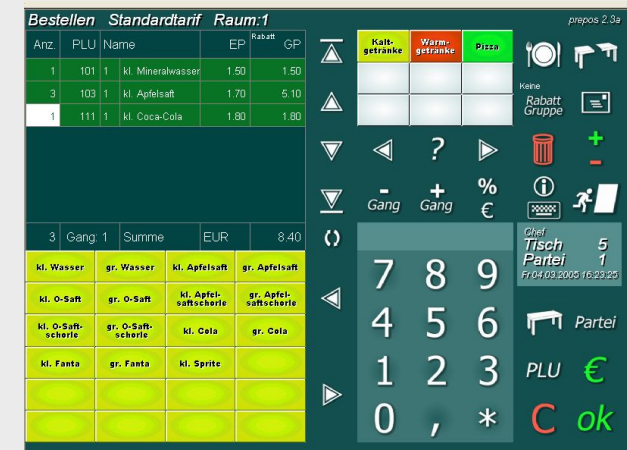 Bestellen Standardtarif Raum:1
prepos 2.3a
Anz. PLU Name EP Rabatt GP
1 101 1 kl. Mineralwasser 1.50 1.50
3 103 1 kl. Apfelsaft 1.70 5.10
1 111 1 kl. Coca-Cola 1.80 1.80
3 Gang: 1 Summe EUR 8.40
kl. Wasser gr. Wasser kl. Apfelsaft gr. Apfelsaft
kl. O-Saft gr. O-Saft kl. Apfel-
saftschorle gr. Apfel-
saftschorle
kl. O-Saft-
schorle gr. O-Saft-
schorle kl. Cola gr. Cola
kl. Fanta gr. Fanta kl. Sprite
Kalt-
getränke Warm-
getränke Pizza
Keine
Rabatt
Gruppe
? + -
- Gang + Gang % €
7 8 9
4 5 6
1 2 3
0 , *
Chef
Tisch 5
Partei 1
Fr 04.03.2005 16:23:25
Partei
PLU €
C ok